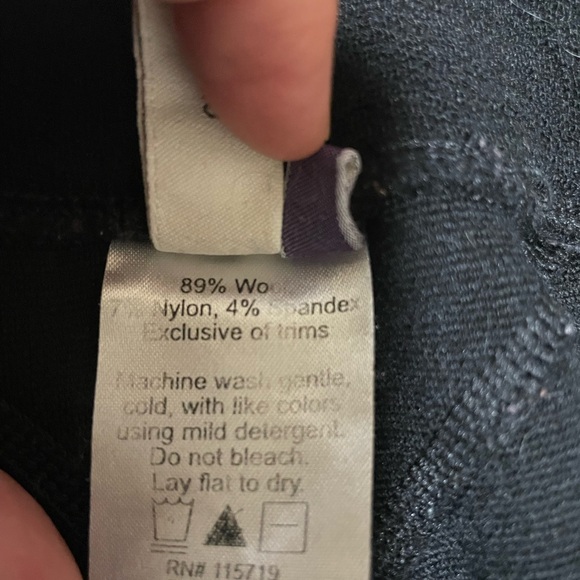 89% Wool
7% Nylon, 4% Spandex
Exclusive of trims
Machine wash gentle,
cold, with like colors
using mild detergent.
Do not bleach.
Lay flat to dry.
RN# 115719